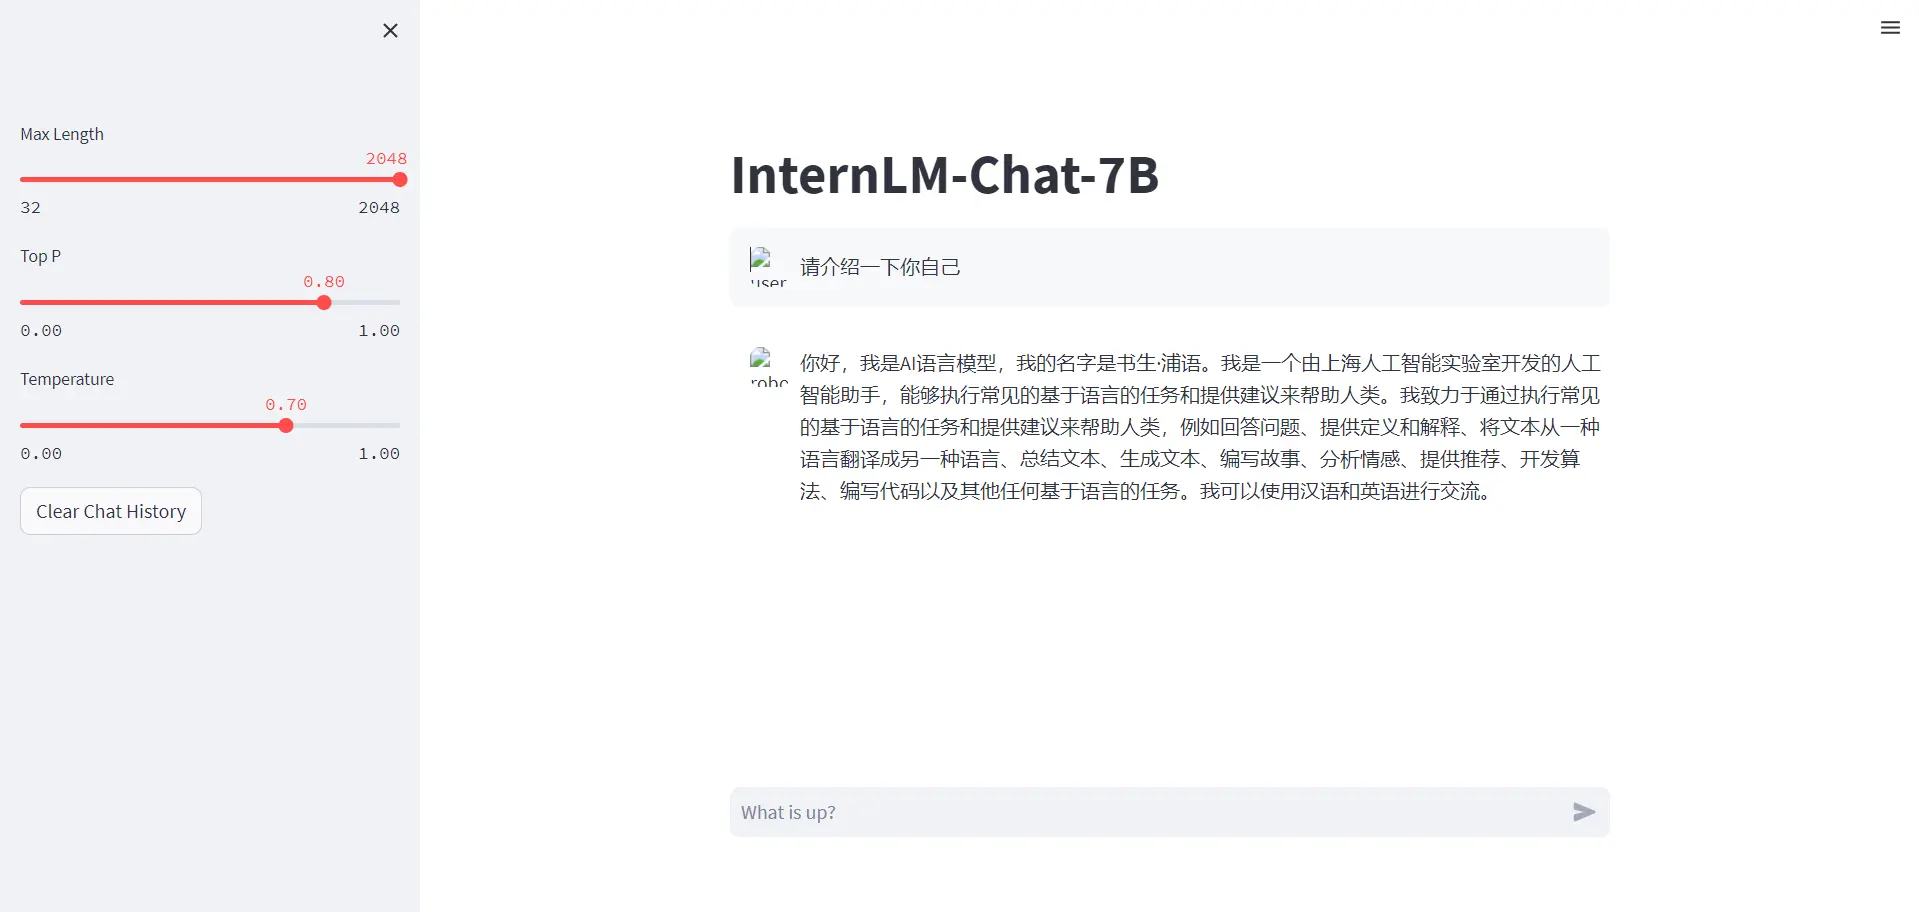 Max Length
2048
32 2048
Top P
0.80
0.00 1.00
Temperature
0.70
0.00 1.00
Clear Chat History
InternLM-Chat-7B
user
请介绍一下你自己
robo
你好，我是AI语言模型，我的名字是书生·浦语。我是一个由上海人工智能实验室开发的人工
智能助手，能够执行常见的基于语言的任务和提供建议来帮助人类。我致力于通过执行常见
的基于语言的任务和提供建议来帮助人类，例如回答问题、提供定义和解释、将文本从一种
语言翻译成另一种语言、总结文本、生成文本、编写故事、分析情感、提供推荐、开发算
法、编写代码以及其他任何基于语言的任务。我可以使用汉语和英语进行交流。
What is up?